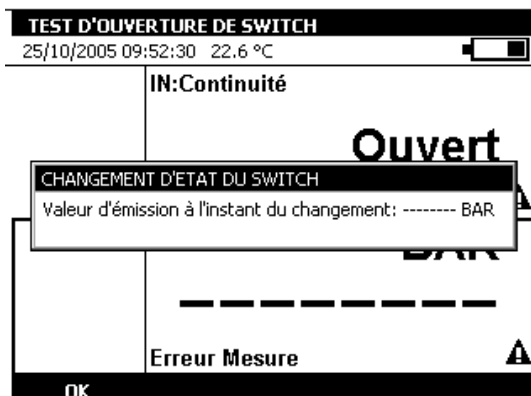 TEST D'OUVERTURE DE SWITCH
25/10/2005 09:52:30 22.6 °C
IN:Continuité
Ouvert
CHANGEMENT D'ETAT DU SWITCH
Valeur d'émission à l'instant du changement: -------- BAR
BAR
--------
Erreur Mesure
OK